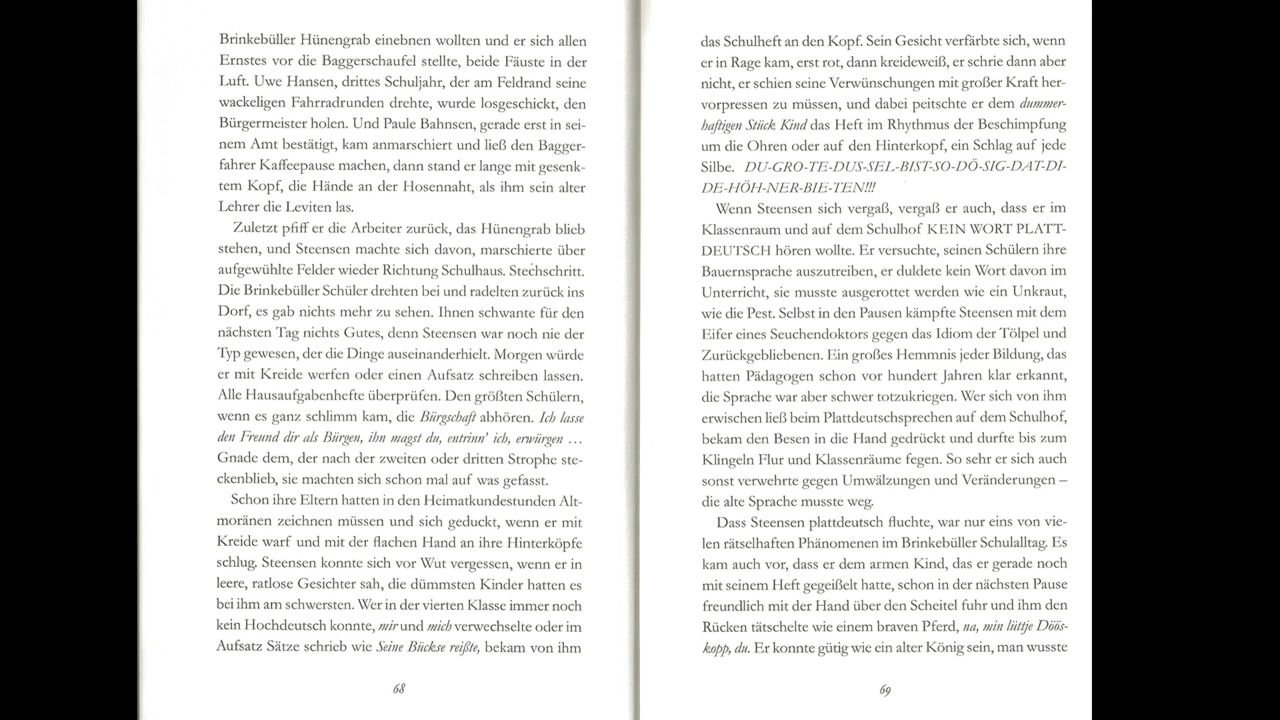 Brinkebüller Hünengrab einebnen wollten und er sich allen
Ernstes vor die Baggerschaufel stellte, beide Fäuste in der
Luft. Uwe Hansen, drittes Schuljahr, der am Feldrand seine
wackeligen Fahrradrunden drehte, wurde losgeschickt, den
Bürgermeister holen. Und Paule Bahnsen, gerade erst in sei-
nem Amt bestätigt, kam anmarschiert und ließ den Bagger-
fahrer Kaffeepause machen, dann stand er lange mit gesenk-
tem Kopf, die Hände an der Hosennaht, als ihm sein alter
Lehrer die Leviten las.
Zuletzt pfiff er die Arbeiter zurück, das Hünengrab blieb
stehen, und Steensen machte sich davon, marschierte über
aufgewühlte Felder wieder Richtung Schulhaus. Stechschritt.
Die Brinkebüller Schüler drehten bei und radelten zurück ins
Dorf, es gab nichts mehr zu sehen. Ihnen schwante für den
nächsten Tag nichts Gutes, denn Steensen war noch nie der
Typ gewesen, der die Dinge auseinanderhielt. Morgen würde
er mit Kreide werfen oder einen Aufsatz schreiben lassen.
Alle Hausaufgabenhefte überprüfen. Den größten Schülern,
wenn es ganz schlimm kam, die Bürgschaft abhören. Ich lasse
den Freund dir als Bürgen, ihn magst du, entrinn' ich, erwürgen ...
Gnade dem, der nach der zweiten oder dritten Strophe ste-
ckenblieb, sie machten sich schon mal auf was gefasst.
Schon ihre Eltern hatten in den Heimatkundestunden Alt-
moränen zeichnen müssen und sich geduckt, wenn er mit
Kreide warf und mit der flachen Hand an ihre Hinterköpfe
schlug. Steensen konnte sich vor Wut vergessen, wenn er in
leere, ratlose Gesichter sah, die dümmsten Kinder hatten es
bei ihm am schwersten. Wer in der vierten Klasse immer noch
kein Hochdeutsch konnte, mir und mich verwechselte oder im
Aufsatz Sätze schrieb wie Seine Bückse reißte, bekam von ihm
68
das Schulheft an den Kopf. Sein Gesicht verfärbte sich, wenn
er in Rage kam, erst rot, dann kreideweiß, er schrie dann aber
nicht, er schien seine Verwünschungen mit großer Kraft her-
vorpressen zu müssen, und dabei peitschte er dem dummer-
haftigen Stück Kind das Heft im Rhythmus der Beschimpfung
um die Ohren oder auf den Hinterkopf, ein Schlag auf jede
Silbe. DU-GRO-TE-DUS-SEL-BIST-SO-DÖ-SIG-DAT-DI-
DE-HÖH-NER-BIE-TEN!!!
Wenn Steensen sich vergaß, vergaß er auch, dass er im
Klassenraum und auf dem Schulhof KEIN WORT PLATT-
DEUTSCH hören wollte. Er versuchte, seinen Schülern ihre
Bauernsprache auszutreiben, er duldete kein Wort davon im
Unterricht, sie musste ausgerottet werden wie ein Unkraut,
wie die Pest. Selbst in den Pausen kämpfte Steensen mit dem
Eifer eines Seuchendoktors gegen das Idiom der Tölpel und
Zurückgebliebenen. Ein großes Hemmnis jeder Bildung, das
hatten Pädagogen schon vor hundert Jahren klar erkannt,
die Sprache war aber schwer totzukriegen. Wer sich von ihm
erwischen ließ beim Plattdeutschsprechen auf dem Schulhof,
bekam den Besen in die Hand gedrückt und durfte bis zum
Klingeln Flur und Klassenräume fegen. So sehr er sich auch
sonst verwehrte gegen Umwälzungen und Veränderungen –
die alte Sprache musste weg.
Dass Steensen plattdeutsch fluchte, war nur eins von vie-
len rätselhaften Phänomenen im Brinkebüller Schulalltag. Es
kam auch vor, dass er dem armen Kind, das er gerade noch
mit seinem Heft gegeißelt hatte, schon in der nächsten Pause
freundlich mit der Hand über den Scheitel fuhr und ihm den
Rücken tätschelte wie einem braven Pferd, na, min lüttje Döös-
kopp, du. Er konnte gütig wie ein alter König sein, man wusste
69